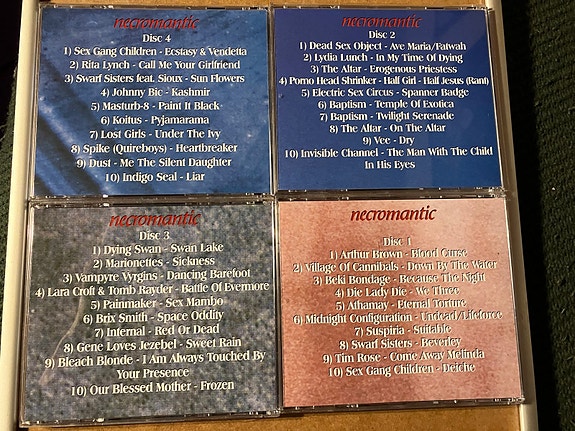 necromantic
Disc 4
1) Sex Gang Children - Ecstasy & Vendetta
2) Rita Lynch - Call Me Your Girlfriend
3) Swarf Sisters feat. Sioux - Sun Flowers
4) Johnny Bic - Kashmir
5) Masturb-8 - Paint It Black
6) Koitus - Pyjamarama
7) Lost Girls - Under The Ivy
8) Spike (Quireboys) - Heartbreaker
9) Dust - Me The Silent Daughter
10) Indigo Seal - Liar
necromantic
Disc 2
1) Dead Sex Object - Ave Maria/Fatwah
2) Lydia Lunch - In My Time Of Dying
3) The Altar - Erogenous Priestess
4) Porno Head Shrinker - Half Girl - Half Jesus (Rant)
5) Electric Sex Circus - Spanner Badge
6) Baptism - Temple Of Exotica
7) Baptism - Twilight Serenade
8) The Altar - On The Altar
9) Vee - Dry
10) Invisible Channel - The Man With The Child
In His Eyes
necromantic
Disc 3
1) Dying Swan - Swan Lake
2) Marionettes - Sickness
3) Vampyre Vyrgins - Dancing Barefoot
4) Lara Croft & Tomb Rayder - Battle Of Evermore
5) Painmaker - Sex Mambo
6) Brix Smith - Space Oddity
7) Infernal - Red Or Dead
8) Gene Loves Jezebel - Sweet Rain
9) Bleach Blonde - I Am Always Touched By
Your Presence
10) Our Blessed Mother - Frozen
necromantic
Disc 1
1) Arthur Brown - Blood Curse
2) Village Of Cannibals - Down By The Water
3) Beki Bondage - Because The Night
4) Die Lady Die - We Three
5) Athamay - Eternal Torture
6) Midnight Configuration - Undead/Lifeforce
7) Suspiria - Suitable
8) Swarf Sisters - Beverley
9) Tim Rose - Come Away Melinda
10) Sex Gang Children - Deiche